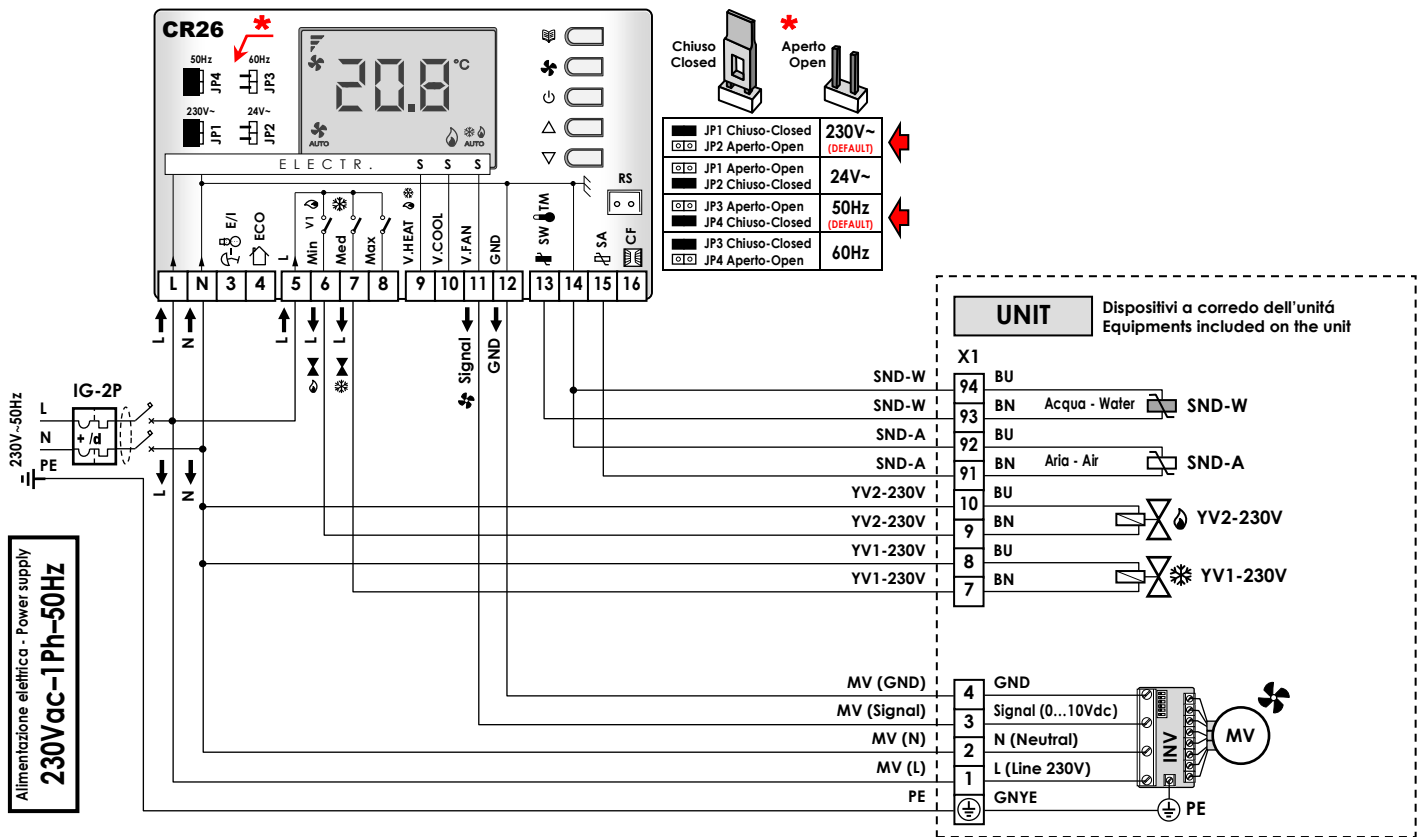 CR26
*
50Hz
60Hz
JP4
JP3
230V~
24V~
JP1
JP2
20.8
°C
AUTO
AUTO
ELECTR.
S S S
RS
Chiuso
Closed
*
Aperto
Open
JP1 Chiuso-Closed
JP2 Aperto-Open
230V~
(DEFAULT)
JP1 Aperto-Open
JP2 Chiuso-Closed
24V~
JP3 Aperto-Open
JP4 Chiuso-Closed
50Hz
(DEFAULT)
JP3 Chiuso-Closed
JP4 Aperto-Open
60Hz
E/I
ECO
L
Min V1
Med
Max
V.HEAT
V.COOL
V.FAN
GND
SW TM
SA
CF
L N 3 4 5 6 7 8 9 10 11 12 13 14 15 16
L
N
L
L
L
Signal
GND
IG-2P
230V~50Hz
L
N
PE
+ /d
L
N
Alimentazione elettrica - Power supply
230Vac-1Ph-50Hz
UNIT
Dispositivi a corredo dell'unitá
Equipments included on the unit
X1
SND-W 94 BU
SND-W 93 BN Acqua - Water SND-W
SND-A 92 BU
SND-A 91 BN Aria - Air SND-A
YV2-230V 10 BU
YV2-230V 9 BN YV2-230V
YV1-230V 8 BU
YV1-230V 7 BN YV1-230V
MV (GND) 4 GND
MV (Signal) 3 Signal (0...10Vdc)
MV (N) 2 N (Neutral)
MV (L) 1 L (Line 230V)
PE GNYE PE
INV
MV